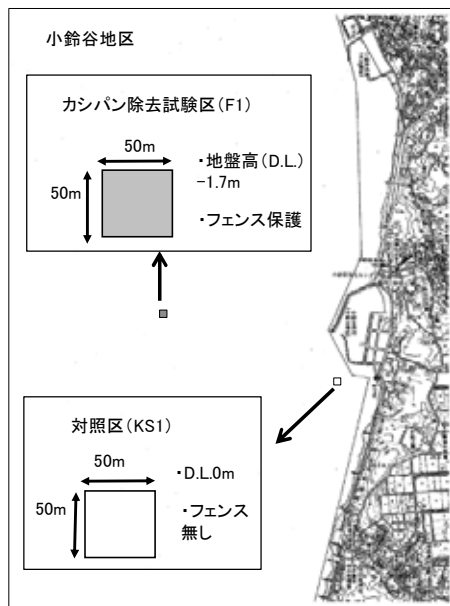 小鈴谷地区
カシパン除去試験区(F1)
50m
50m
・地盤高(D.L.)
-1.7m
・フェンス保護
対照区(KS1)
50m
50m
・D.L.0m
・フェンス
無し